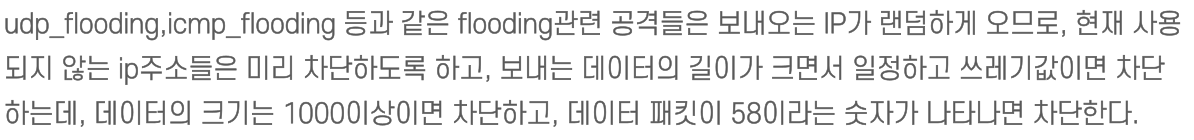 udp_flooding,icmp_flooding 등과 같은 flooding관련 공격들은 보내오는 IP가 랜덤하게 오므로, 현재 사용
되지 않는 ip주소들은 미리 차단하도록 하고, 보내는 데이터의 길이가 크면서 일정하고 쓰레기값이면 차단
하는데, 데이터의 크기는 1000이상이면 차단하고, 데이터 패킷이 58이라는 숫자가 나타나면 차단한다.